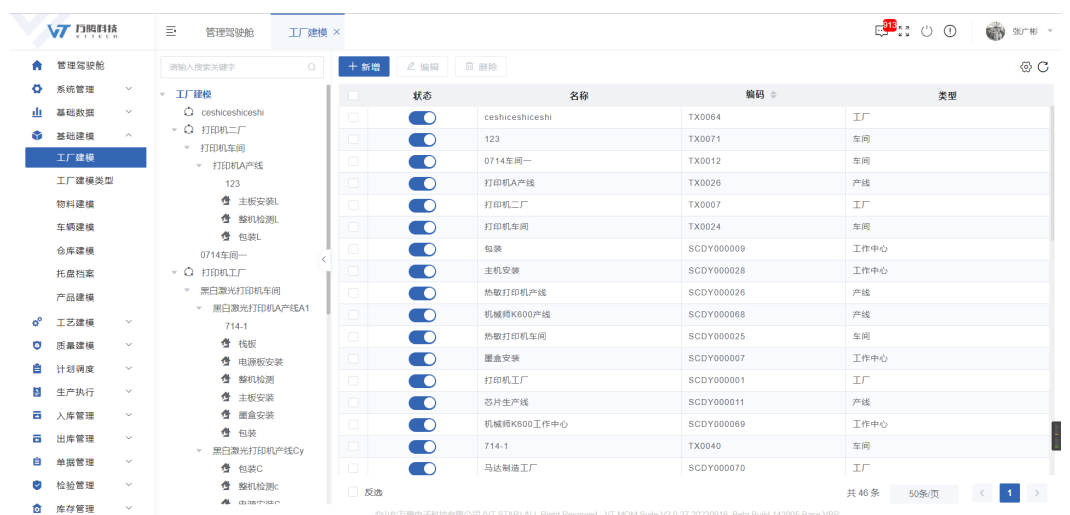 万腾科技
VTTECH
管理驾驶舱
工厂建模
913
张广彬
管理驾驶舱
系统管理
基础数据
基础建模
工厂建模
工厂建模类型
物料建模
车辆建模
仓库建模
托盘档案
产品建模
工艺建模
质量建模
计划调度
生产执行
入库管理
出库管理
单据管理
检验管理
库存管理
请输入搜索关键字
工厂建模
ceshiceshiceshi
打印机二厂
打印机车间
打印机A产线
123
主板安装L
整机检测L
包装L
0714车间一
打印机工厂
黑白激光打印机车间
黑白激光打印机A产线A1
714-1
栈板
电源板安装
整机检测
主板安装
墨盒安装
包装
黑白激光打印机产线Cy
包装C
整机检测c
新增 编辑 删除
状态 名称 编码 类型
ceshiceshiceshi TX0064 工厂
123 TX0071 车间
0714车间一 TX0012 车间
打印机A产线 TX0026 产线
打印机二厂 TX0007 工厂
打印机车间 TX0024 车间
包装 SCDY000009 工作中心
主机安装 SCDY000028 工作中心
热敏打印机产线 SCDY000026 产线
机械师K600产线 SCDY000068 产线
热敏打印机车间 SCDY000025 车间
墨盒安装 SCDY000007 工作中心
打印机工厂 SCDY000001 工厂
芯片生产线 SCDY000011 产线
机械师K600工作中心 SCDY000069 工作中心
714-1 TX0040 车间
马达制造工厂 SCDY000070 工厂
反选
共 46 条 50条/页 1